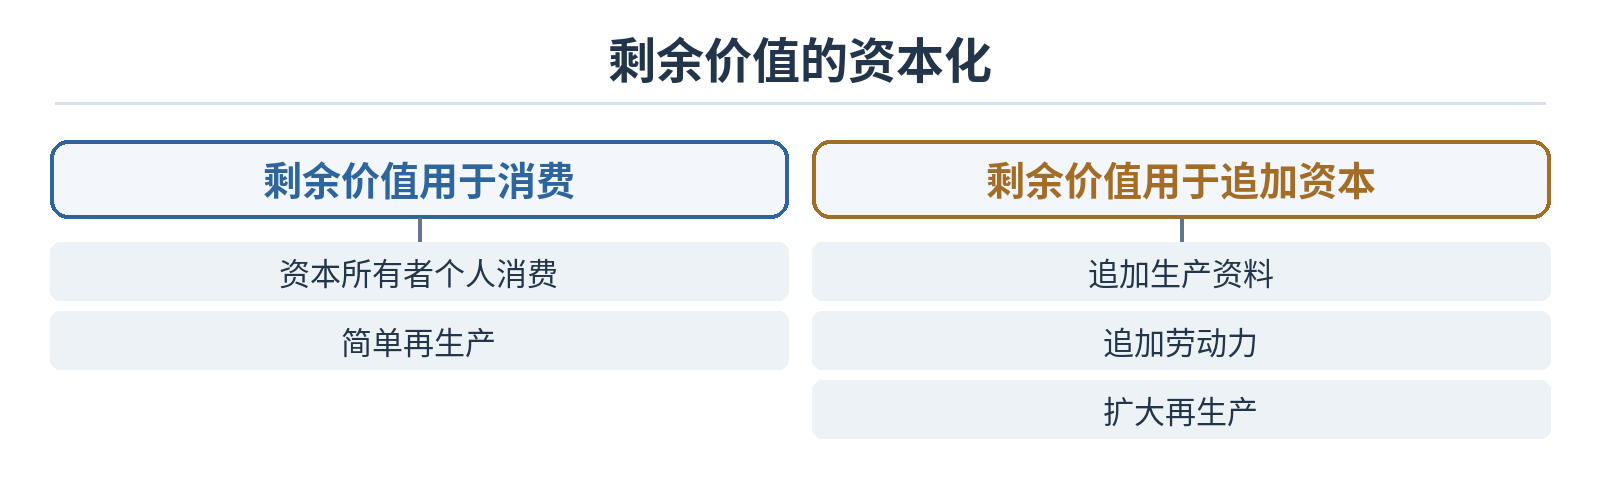 剩余价值的资本化
剩余价值用于消费
资本所有者个人消费
简单再生产
剩余价值用于追加资本
追加生产资料
追加劳动力
扩大再生产